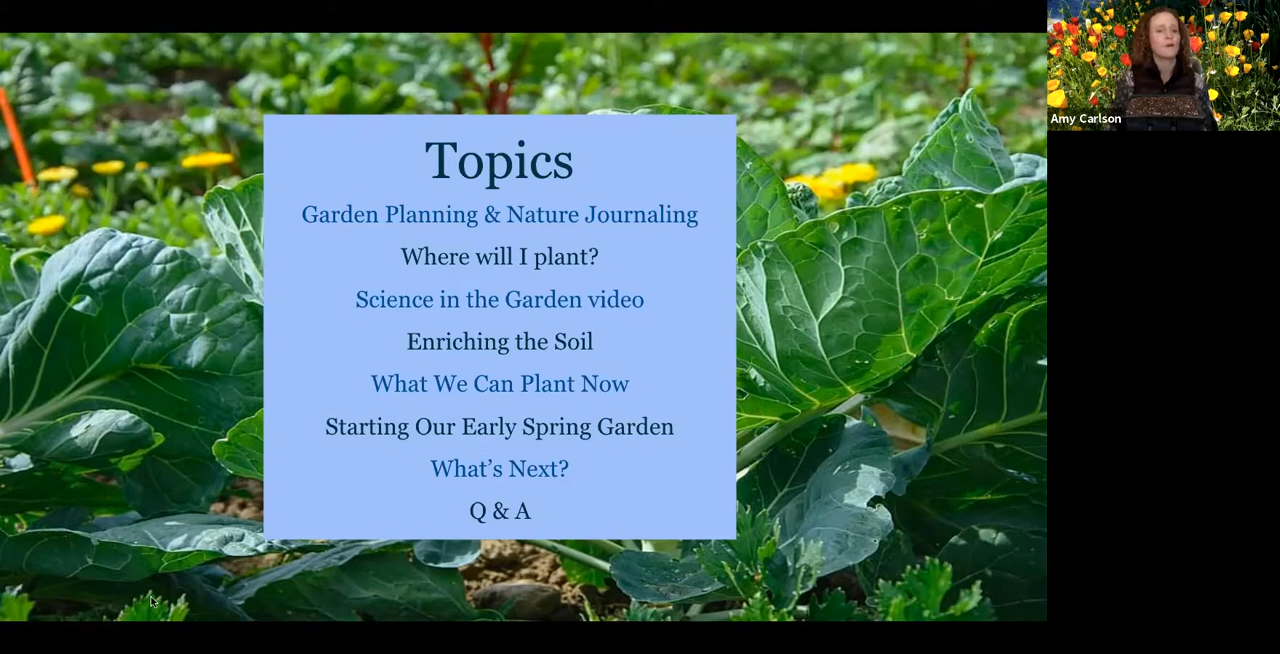 Topics
Garden Planning & Nature Journaling
Where will I plant?
Science in the Garden video
Enriching the Soil
What We Can Plant Now
Starting Our Early Spring Garden
What’s Next?
Q & A
Amy Carlson